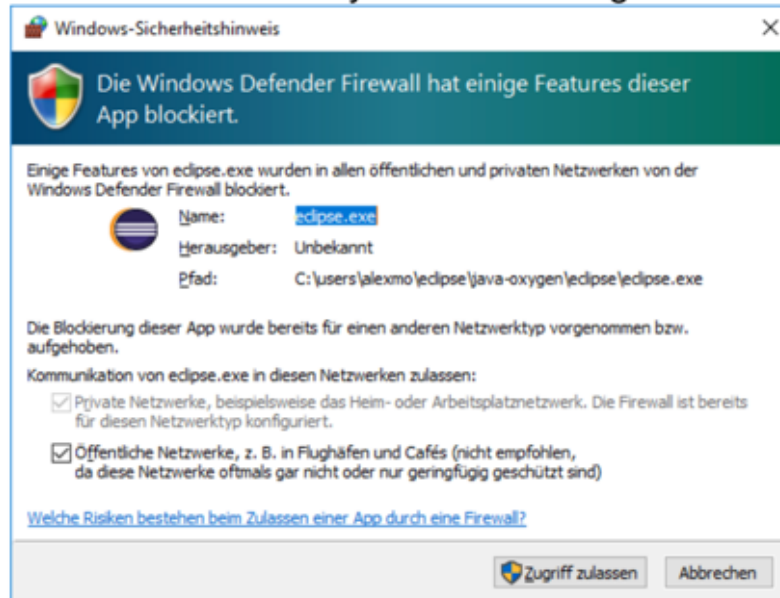 Windows-Sicherheitshinweis
Die Windows Defender Firewall hat einige Features dieser
App blockiert.
Einige Features von eclipse.exe wurden in allen öffentlichen und privaten Netzwerken von der
Windows Defender Firewall blockiert.
Name: eclipse.exe
Herausgeber: Unbekannt
Pfad: C:\users\alexmo\eclipse\java-oxygen\eclipse\eclipse.exe
Die Blockierung dieser App wurde bereits für einen anderen Netzwerktyp vorgenommen bzw.
aufgehoben.
Kommunikation von eclipse.exe in diesen Netzwerken zulassen:
Private Netzwerke, beispielsweise das Heim- oder Arbeitsplatznetzwerk. Die Firewall ist bereits
für diesen Netzwerktyp konfiguriert.
Öffentliche Netzwerke, z. B. in Flughäfen und Cafés (nicht empfohlen,
da diese Netzwerke oftmals gar nicht oder nur geringfügig geschützt sind)
Welche Risiken bestehen beim Zulassen einer App durch eine Firewall?
Zugriff zulassen Abbrechen